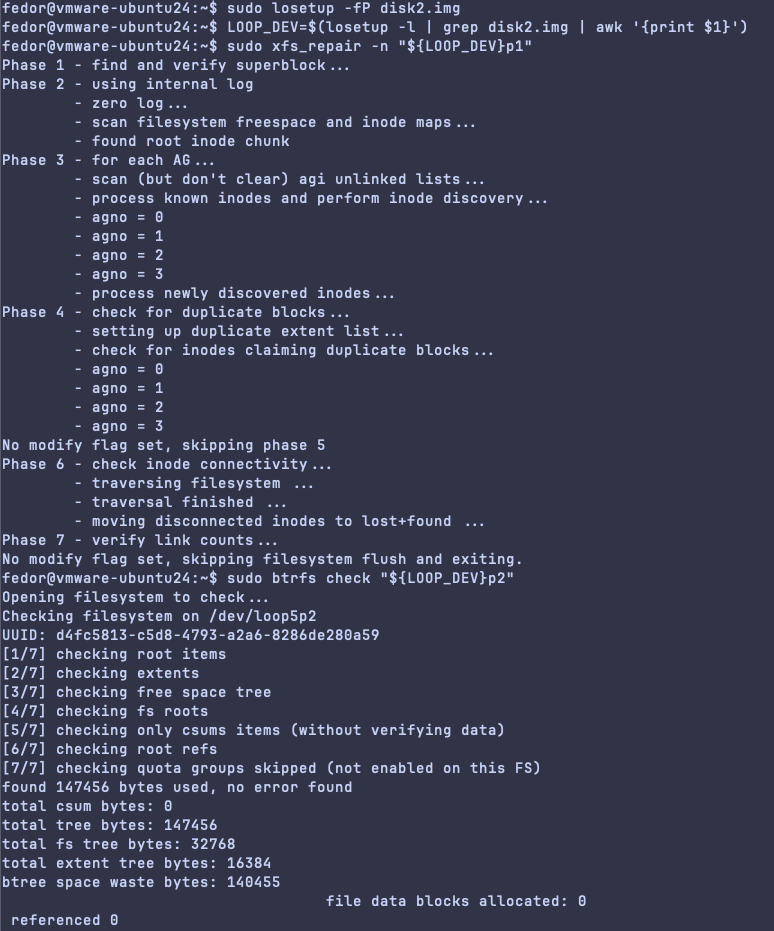 fedor@vmware-ubuntu24:~$ sudo losetup -fP disk2.img
fedor@vmware-ubuntu24:~$ LOOP_DEV=$(losetup -l | grep disk2.img | awk '{print $1}')
fedor@vmware-ubuntu24:~$ sudo xfs_repair -n "${LOOP_DEV}p1"
Phase 1 - find and verify superblock...
Phase 2 - using internal log
        - zero log...
        - scan filesystem freespace and inode maps...
        - found root inode chunk
Phase 3 - for each AG...
        - scan (but don't clear) agi unlinked lists...
        - process known inodes and perform inode discovery...
        - agno = 0
        - agno = 1
        - agno = 2
        - agno = 3
        - process newly discovered inodes...
Phase 4 - check for duplicate blocks...
        - setting up duplicate extent list...
        - check for inodes claiming duplicate blocks...
        - agno = 0
        - agno = 1
        - agno = 2
        - agno = 3
No modify flag set, skipping phase 5
Phase 6 - check inode connectivity...
        - traversing filesystem ...
        - traversal finished ...
        - moving disconnected inodes to lost+found ...
Phase 7 - verify link counts...
No modify flag set, skipping filesystem flush and exiting.
fedor@vmware-ubuntu24:~$ sudo btrfs check "${LOOP_DEV}p2"
Opening filesystem to check...
Checking filesystem on /dev/loop5p2
UUID: d4fc5813-c5d8-4793-a2a6-8286de280a59
[1/7] checking root items
[2/7] checking extents
[3/7] checking free space tree
[4/7] checking fs roots
[5/7] checking only csums items (without verifying data)
[6/7] checking root refs
[7/7] checking quota groups skipped (not enabled on this FS)
found 147456 bytes used, no error found
total csum bytes: 0
total tree bytes: 147456
total fs tree bytes: 32768
total extent tree bytes: 16384
btree space waste bytes: 140455
                                    file data blocks allocated: 0
 referenced 0